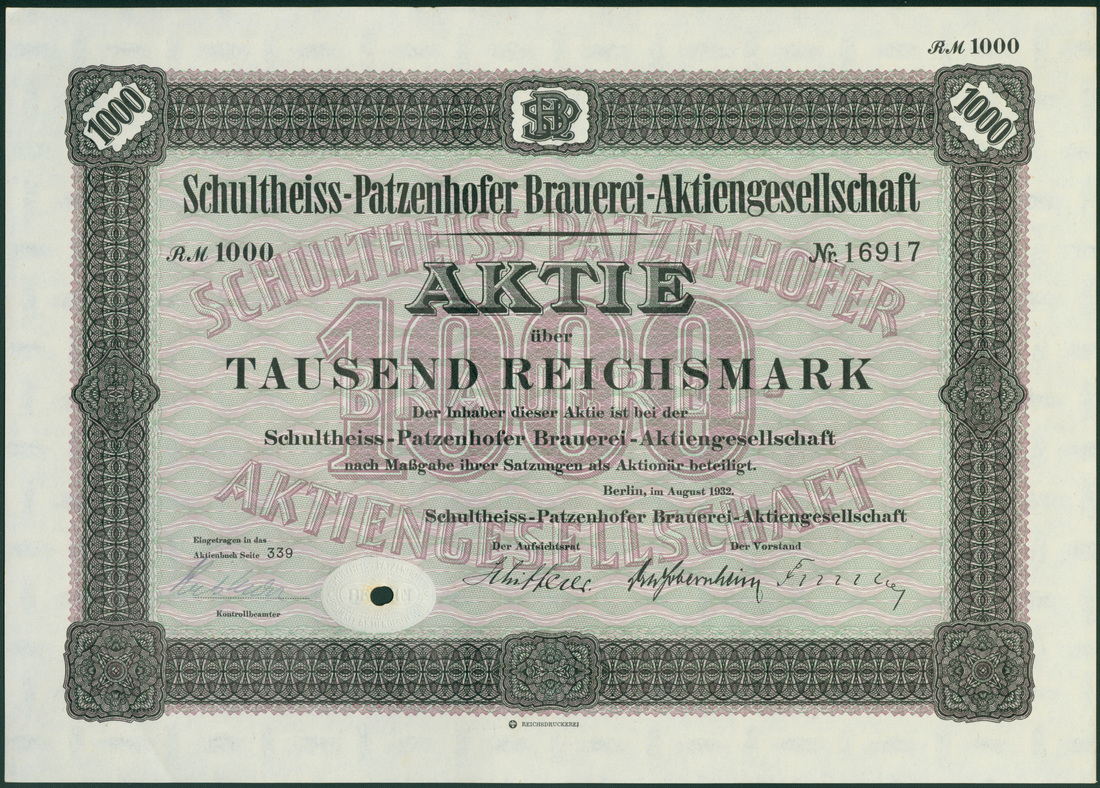 RM 1000
1000
SPB
1000
Schultheiss-Patzenhofer Brauerei-Aktiengesellschaft
RM 1000
Nr. 16917
SCHULTHEISS-PATZENHOFER
AKTIE
1000
über
TAUSEND REICHSMARK
BRAUEREI
Der Inhaber dieser Aktie ist bei der
Schultheiss-Patzenhofer Brauerei-Aktiengesellschaft
nach Maßgabe ihrer Satzungen als Aktionär beteiligt.
AKTIENGESELLSCHAFT
Berlin, im August 1932.
Schultheiss-Patzenhofer Brauerei-Aktiengesellschaft
Eingetragen in das
Aktienbuch Seite 339
Der Aufsichtsrat
Der Vorstand
Kontrollbeamter
REICHSDRUCKEREI